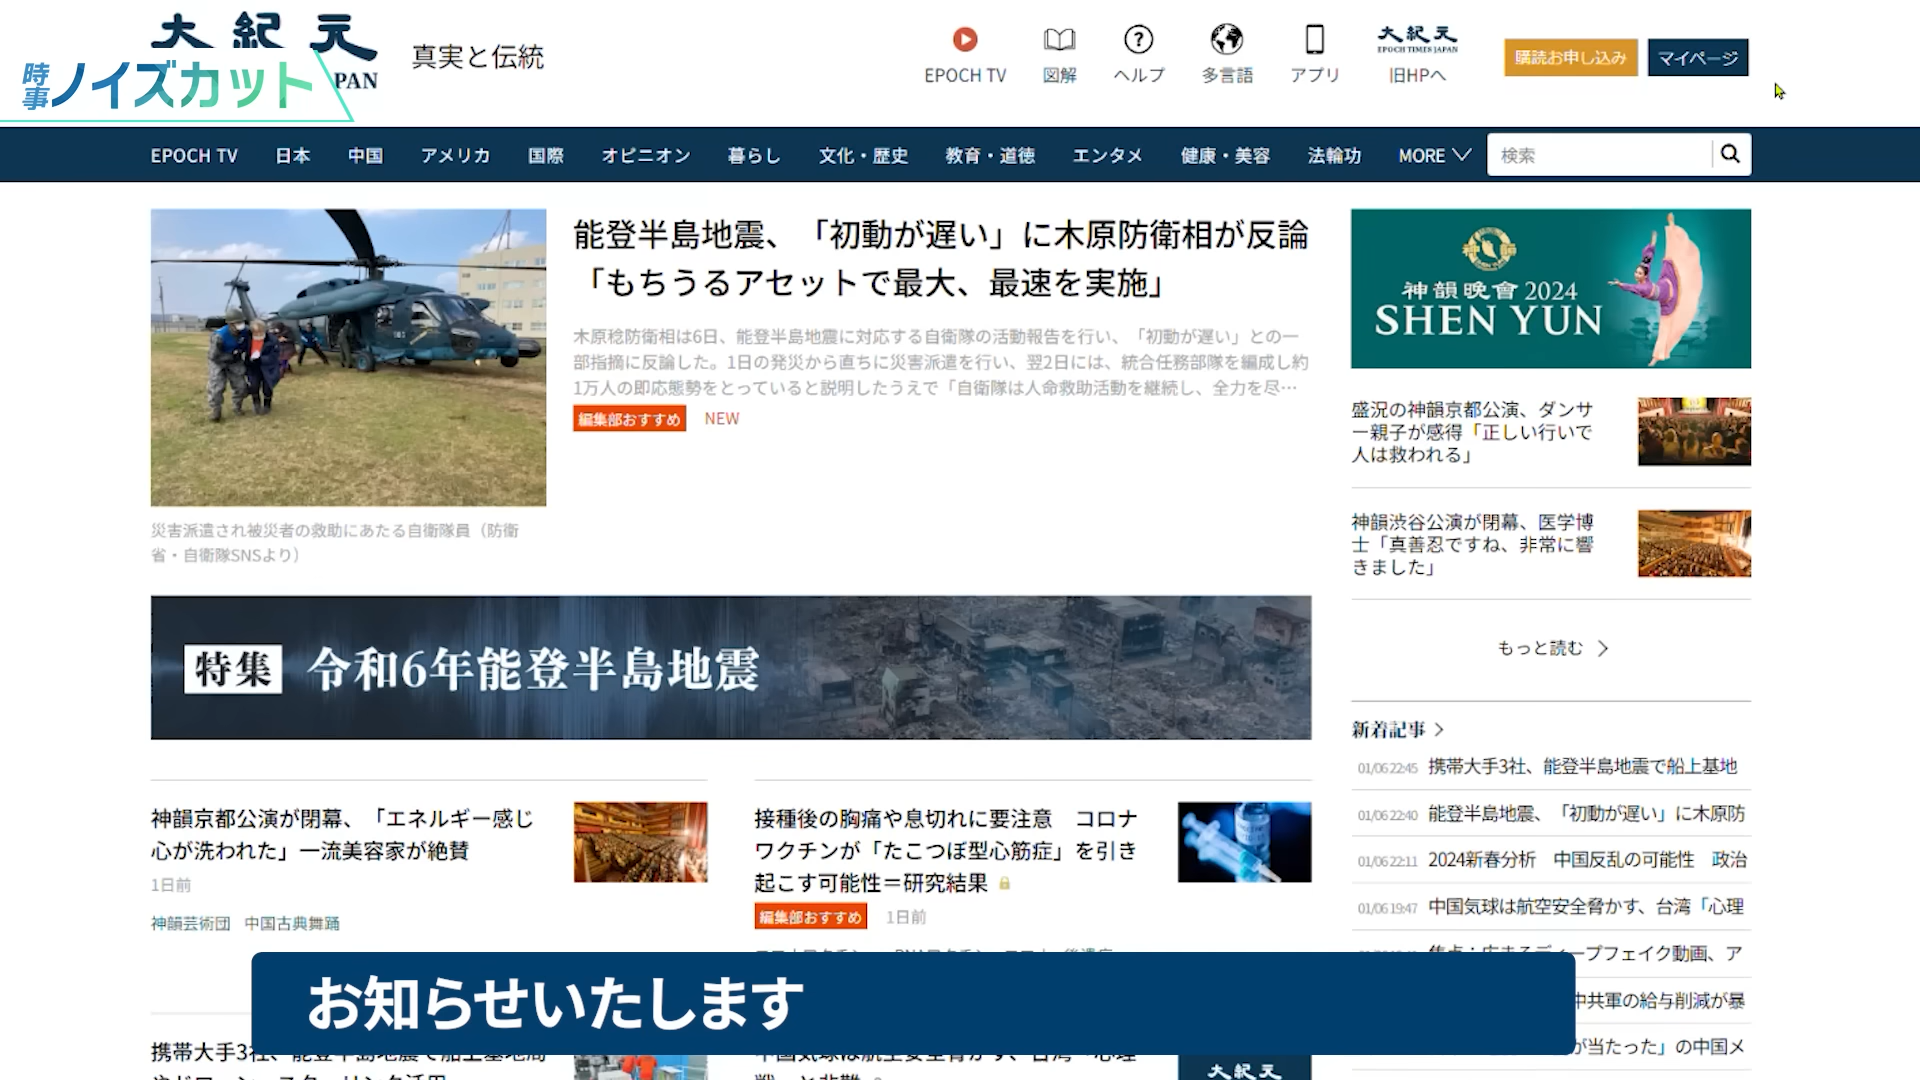 大紀元
PAN
真実と伝統
時事ノイズカット
EPOCH TV
図解
ヘルプ
多言語
アプリ
大紀元
EPOCH TIMES JAPAN
旧HPへ
購読お申し込み
マイページ
EPOCH TV 日本 中国 アメリカ 国際 オピニオン 暮らし 文化・歴史 教育・道徳 エンタメ 健康・美容 法輪功 MORE
検索
能登半島地震、「初動が遅い」に木原防衛相が反論
「もちうるアセットで最大、最速を実施」
木原稔防衛相は6日、能登半島地震に対応する自衛隊の活動報告を行い、「初動が遅い」との一
部指摘に反論した。1日の発災から直ちに災害派遣を行い、翌2日には、統合任務部隊を編成し約
1万人の即応態勢をとっていると説明したうえで「自衛隊は人命救助活動を継続し、全力を尽…
編集部おすすめ NEW
災害派遣され被災者の救助にあたる自衛隊員（防衛
省・自衛隊SNSより）
神韻
神韻晩會 2024
SHEN YUN
盛況の神韻京都公演、ダンサ
ー親子が感得「正しい行いで
人は救われる」
神韻渋谷公演が閉幕、医学博
士「真善忍ですね、非常に響
きました」
もっと読む
特集 令和6年能登半島地震
新着記事
01/06 22:45 携帯大手3社、能登半島地震で船上基地
01/06 22:40 能登半島地震、「初動が遅い」に木原防
01/06 22:11 2024新春分析 中国反乱の可能性 政治
01/06 19:47 中国気球は航空安全脅かす、台湾「心理
ープフェイク動画、ア
中共軍の給与削減が暴
が当たった」の中国メ
神韻京都公演が閉幕、「エネルギー感じ
心が洗われた」一流美容家が絶賛
1日前
神韻芸術団 中国古典舞踊
接種後の胸痛や息切れに要注意 コロナ
ワクチンが「たこつぼ型心筋症」を引き
起こす可能性＝研究結果
編集部おすすめ 1日前
お知らせいたします
携帯大手3社、能登半島地震で船上基地局
大紀元